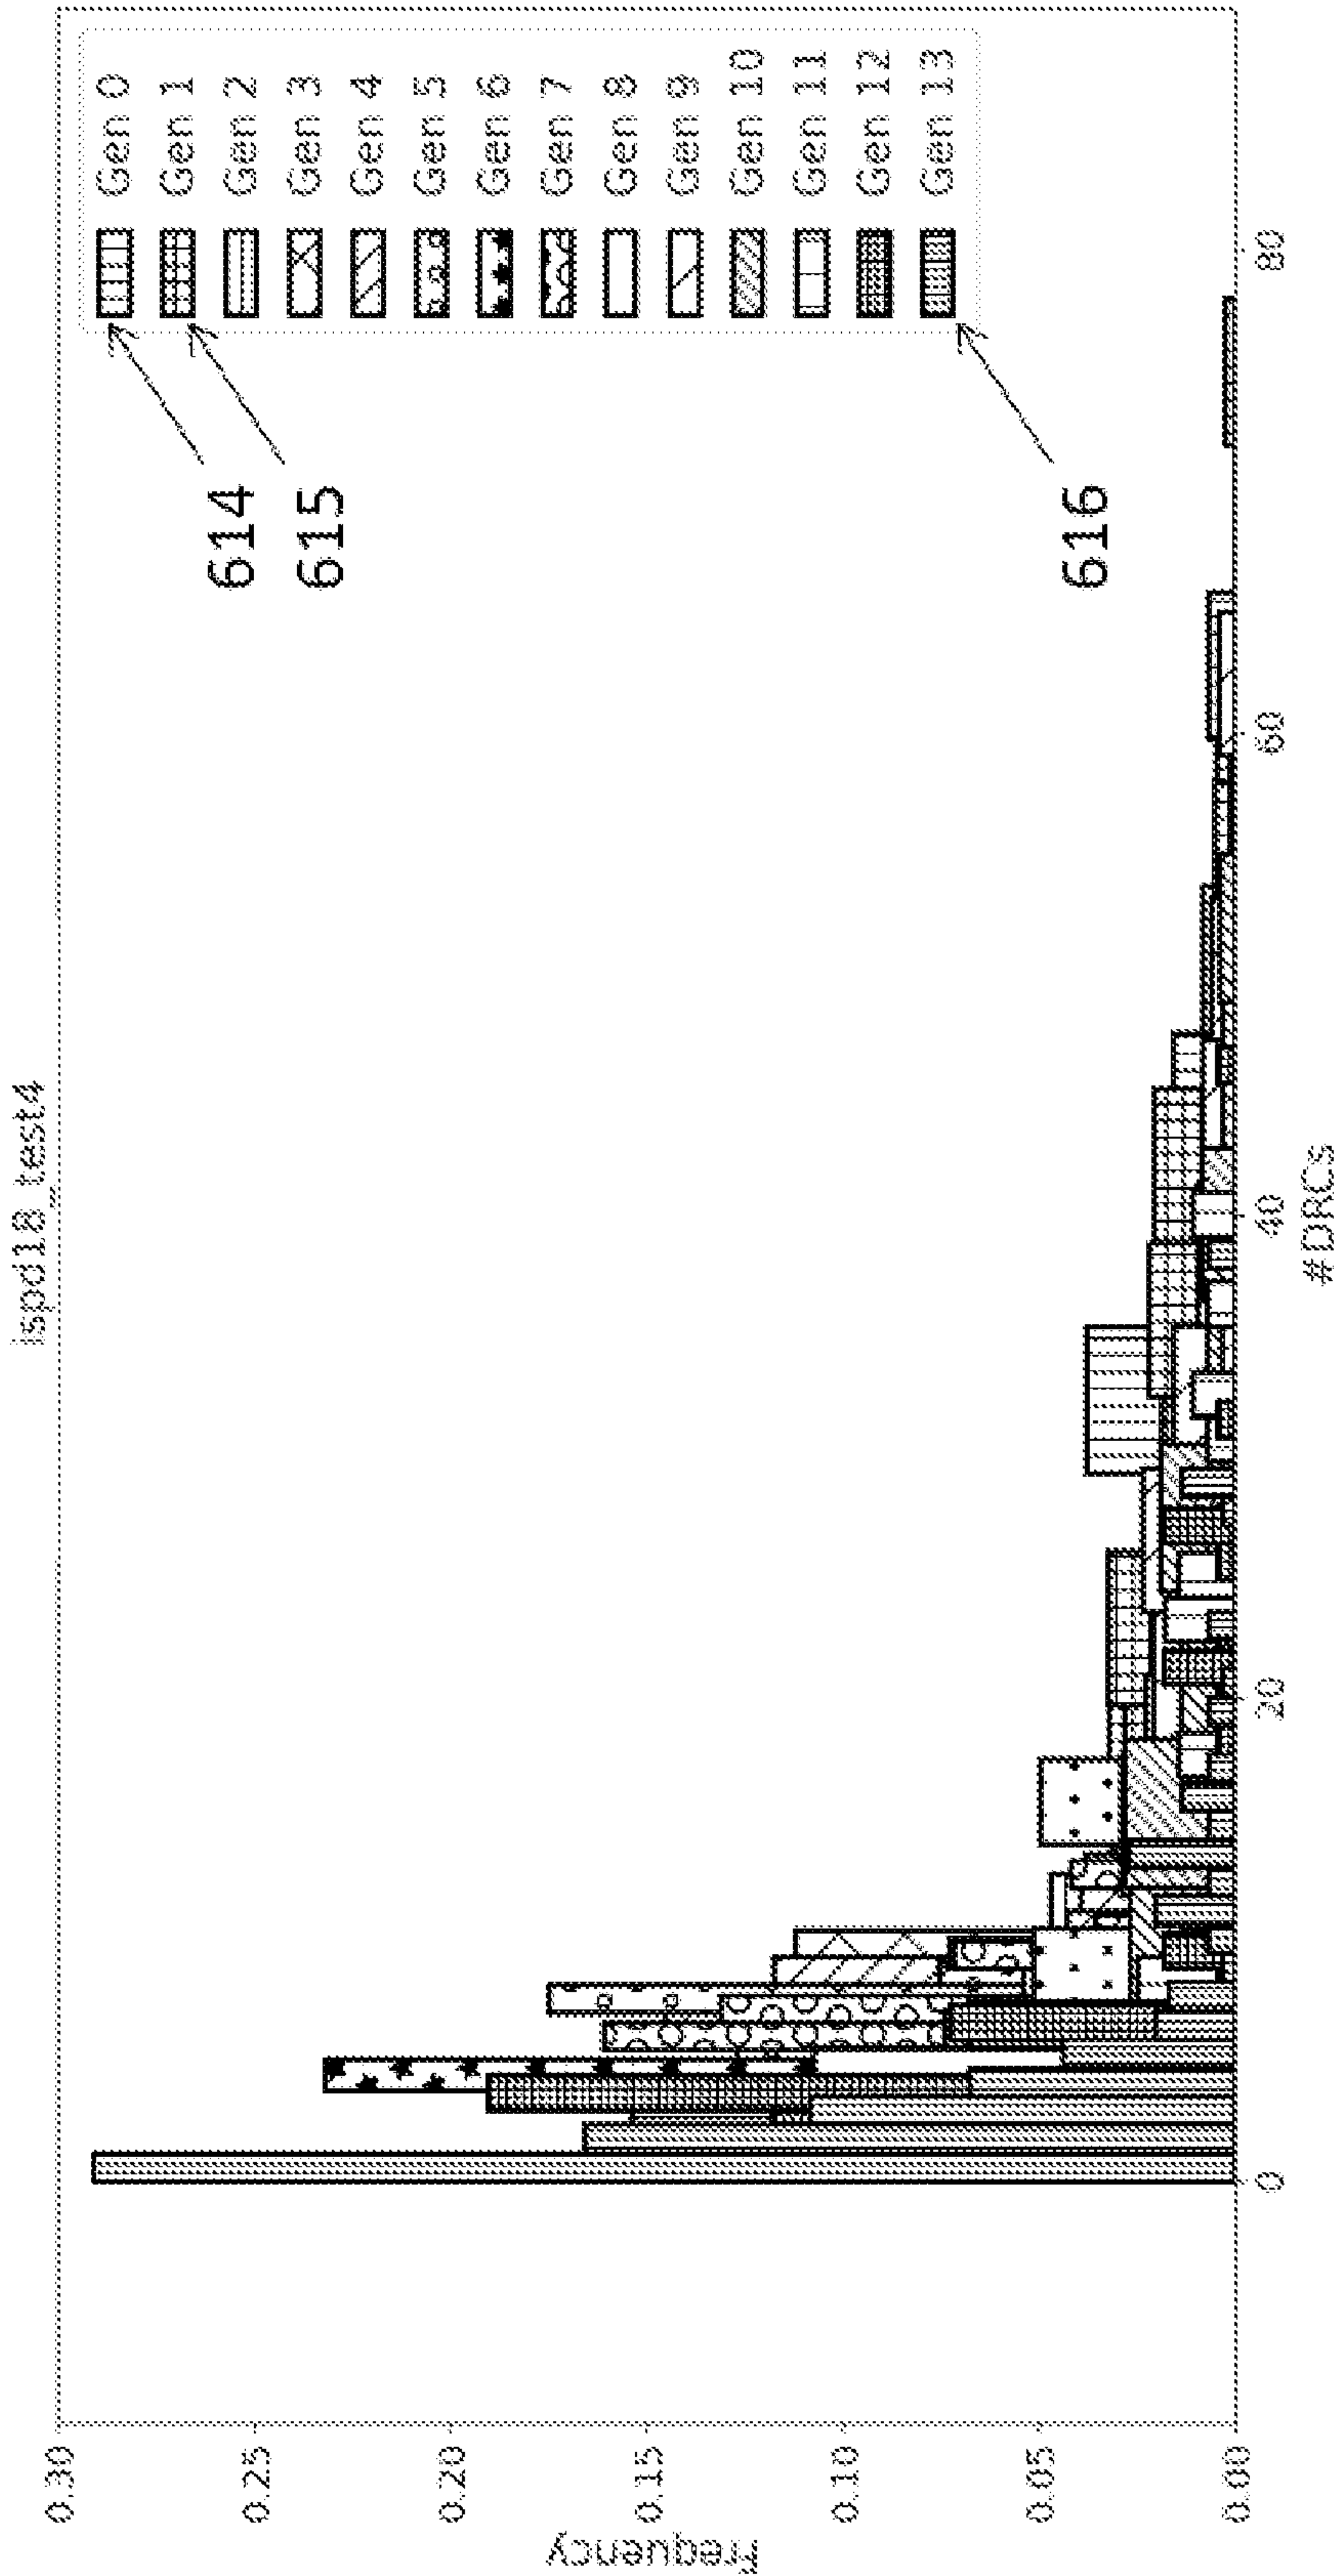 ispd18_test4
Frequency
0.30
0.25
0.20
0.15
0.10
0.05
0.00
0
20
40
60
80
#DRCs
Gen 0
Gen 1
Gen 2
Gen 3
Gen 4
Gen 5
Gen 6
Gen 7
Gen 8
Gen 9
Gen 10
Gen 11
Gen 12
Gen 13
614
615
616